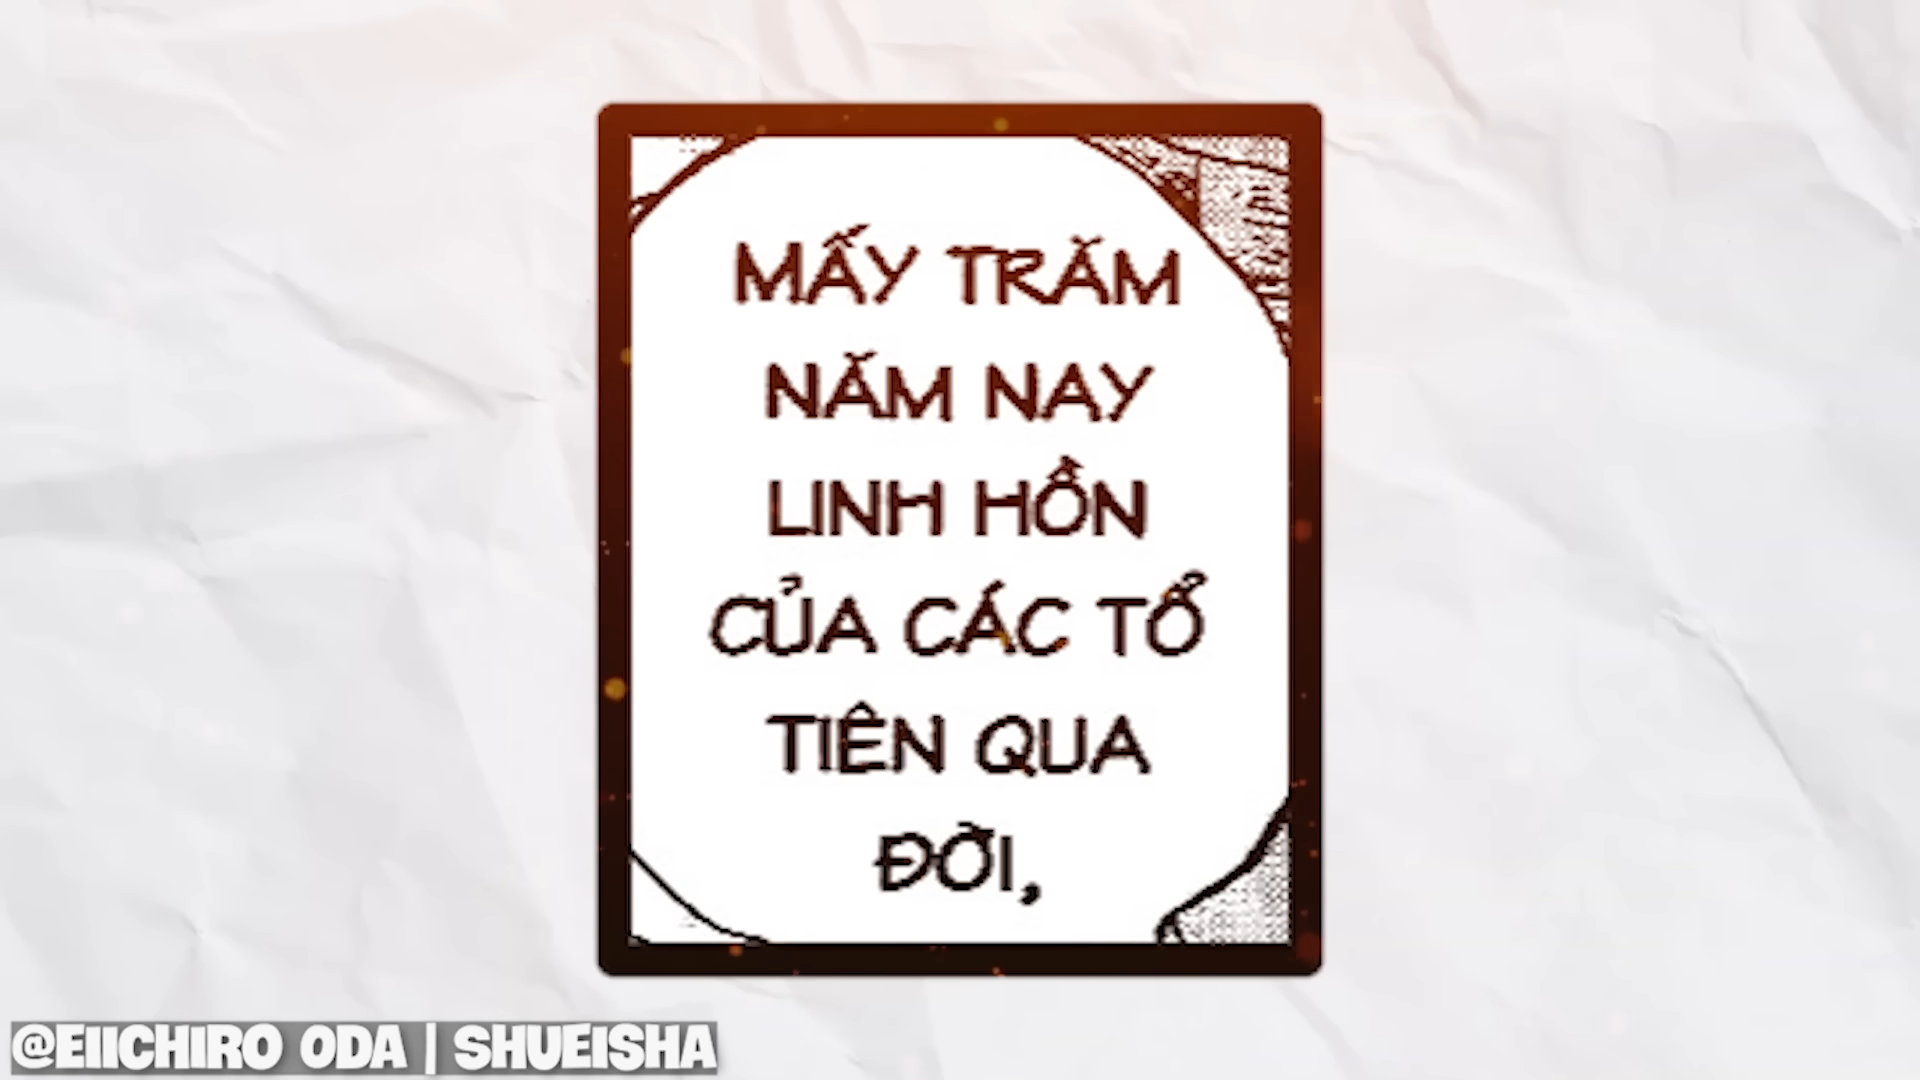 MẤY TRĂM
NĂM NAY
LINH HỒN
CỦA CÁC TỔ
TIÊN QUA
ĐỜI,
@EIICHIRO ODA | SHUEISHA